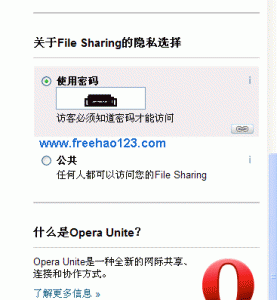 关于File Sharing的隐私选择
使用密码
i
访客必须知道密码才能访问
www.freehao123.com
公共
i
任何人都可以访问您的File Sharing
什么是Opera Unite?
Opera Unite是一种全新的网际共享、
连接和协作方式。
了解更多信息 »